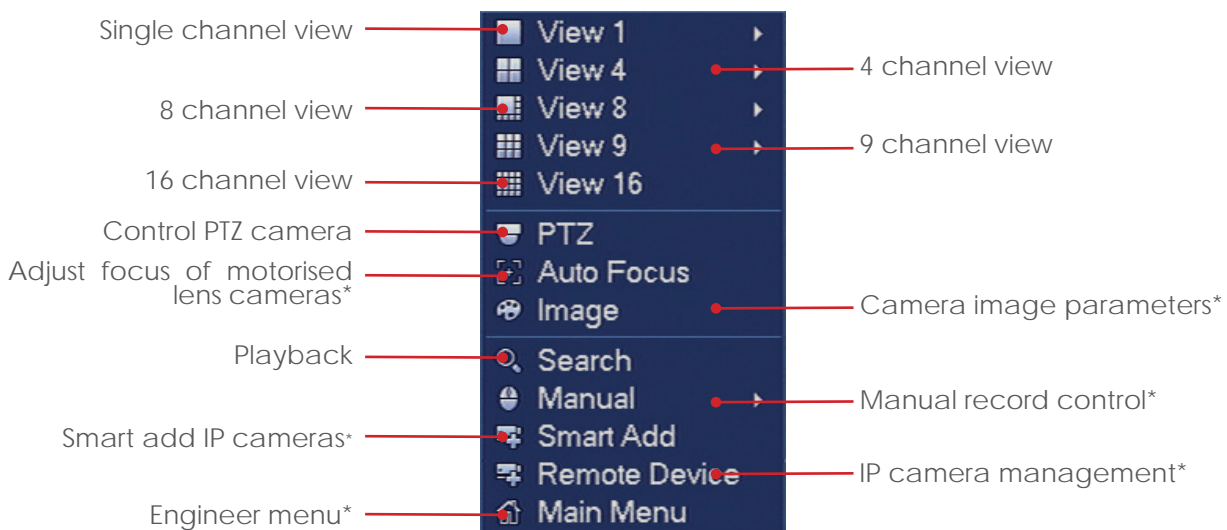 Single channel view
View 1
View 4
4 channel view
8 channel view
View 8
View 9
9 channel view
16 channel view
View 16
Control PTZ camera
PTZ
Adjust focus of motorised
lens cameras*
Auto Focus
Image
Camera image parameters*
Playback
Search
Manual
Manual record control*
Smart add IP cameras*
Smart Add
Remote Device
IP camera management*
Engineer menu*
Main Menu